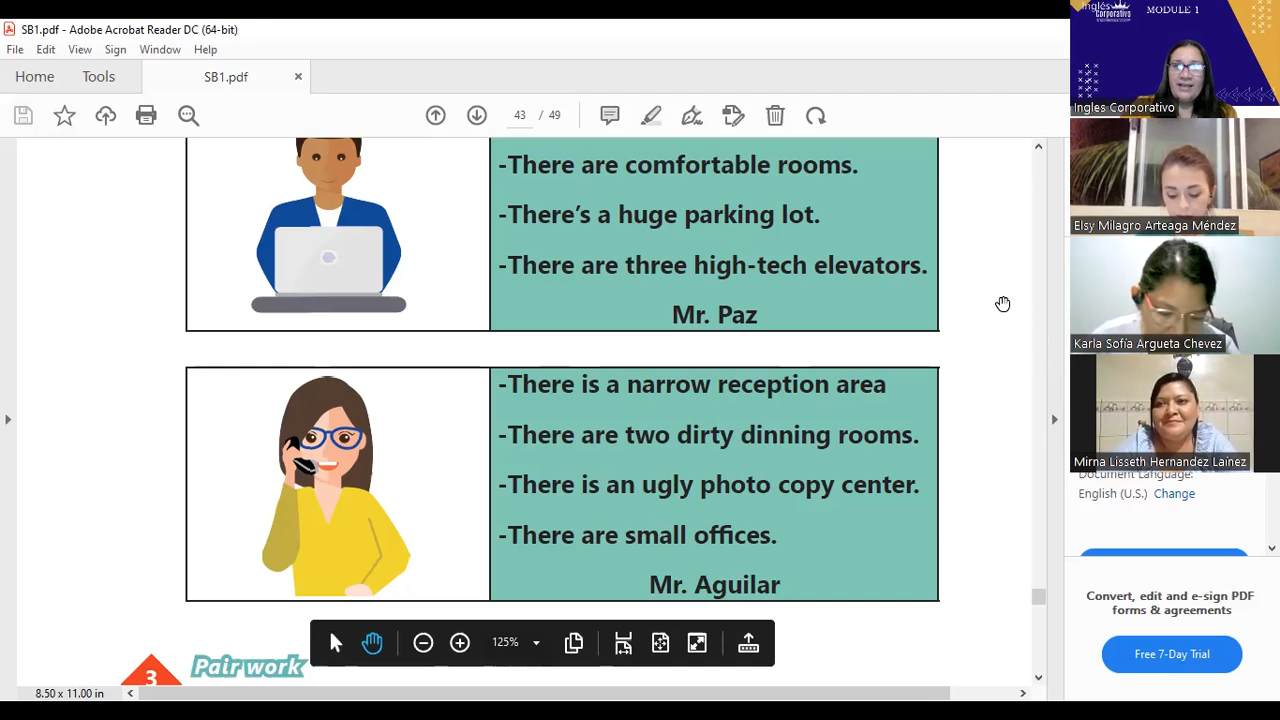 SB1.pdf - Adobe Acrobat Reader DC (64-bit)
File Edit View Sign Window Help
Home Tools SB1.pdf ×
43 / 49
-There are comfortable rooms.
-There's a huge parking lot.
-There are three high-tech elevators.
Mr. Paz
-There is a narrow reception area
-There are two dirty dinning rooms.
-There is an ugly photo copy center.
-There are small offices.
Mr. Aguilar
125%
3 Pair work
8.50 x 11.00 in
Inglés
corporativo
MODULE 1
Ingles Corporativo
Elsy Milagro Arteaga Méndez
Karla Sofía Argueta Chevez
Mirna Lisseth Hernandez Laínez
Document Language:
English (U.S.) Change
Convert, edit and e-sign PDF
forms & agreements
Free 7-Day Trial